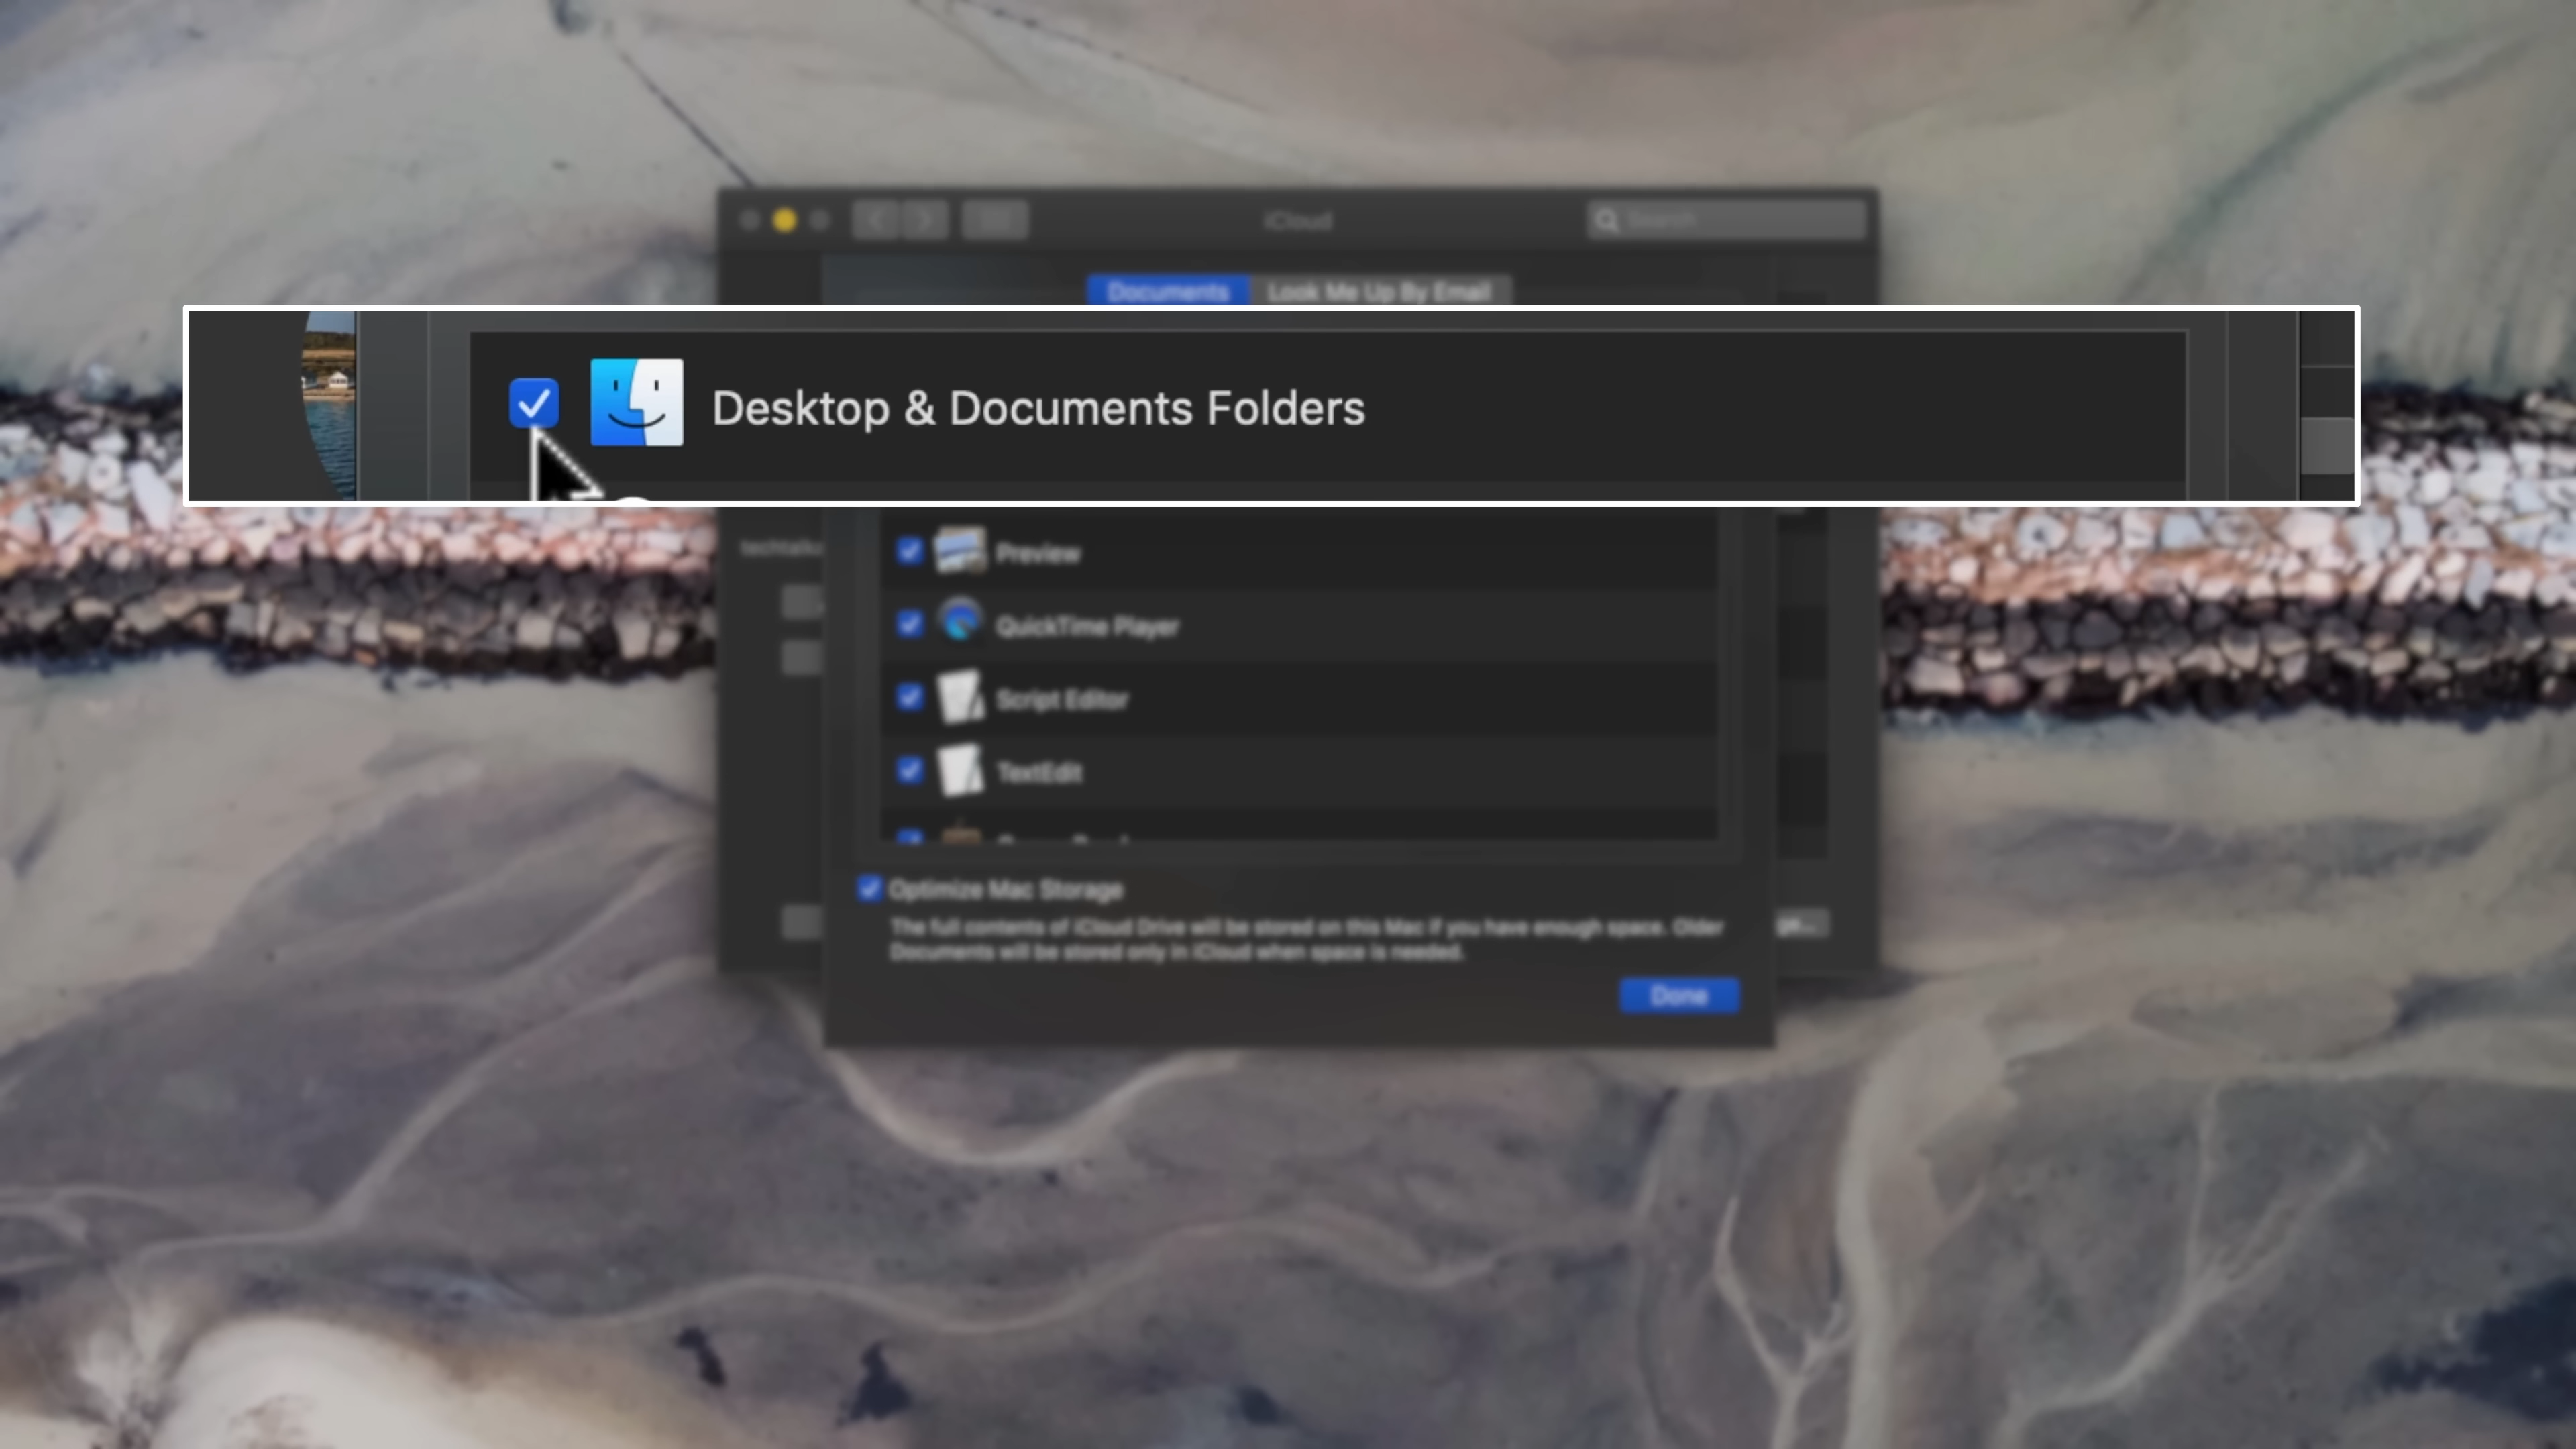 iCloud
Search
Documents
Look Me Up By Email
Desktop & Documents Folders
Preview
QuickTime Player
Script Editor
TextEdit
Optimize Mac Storage
The full contents of iCloud Drive will be stored on this Mac if you have enough space. Older
Documents will be stored only in iCloud when space is needed.
Done